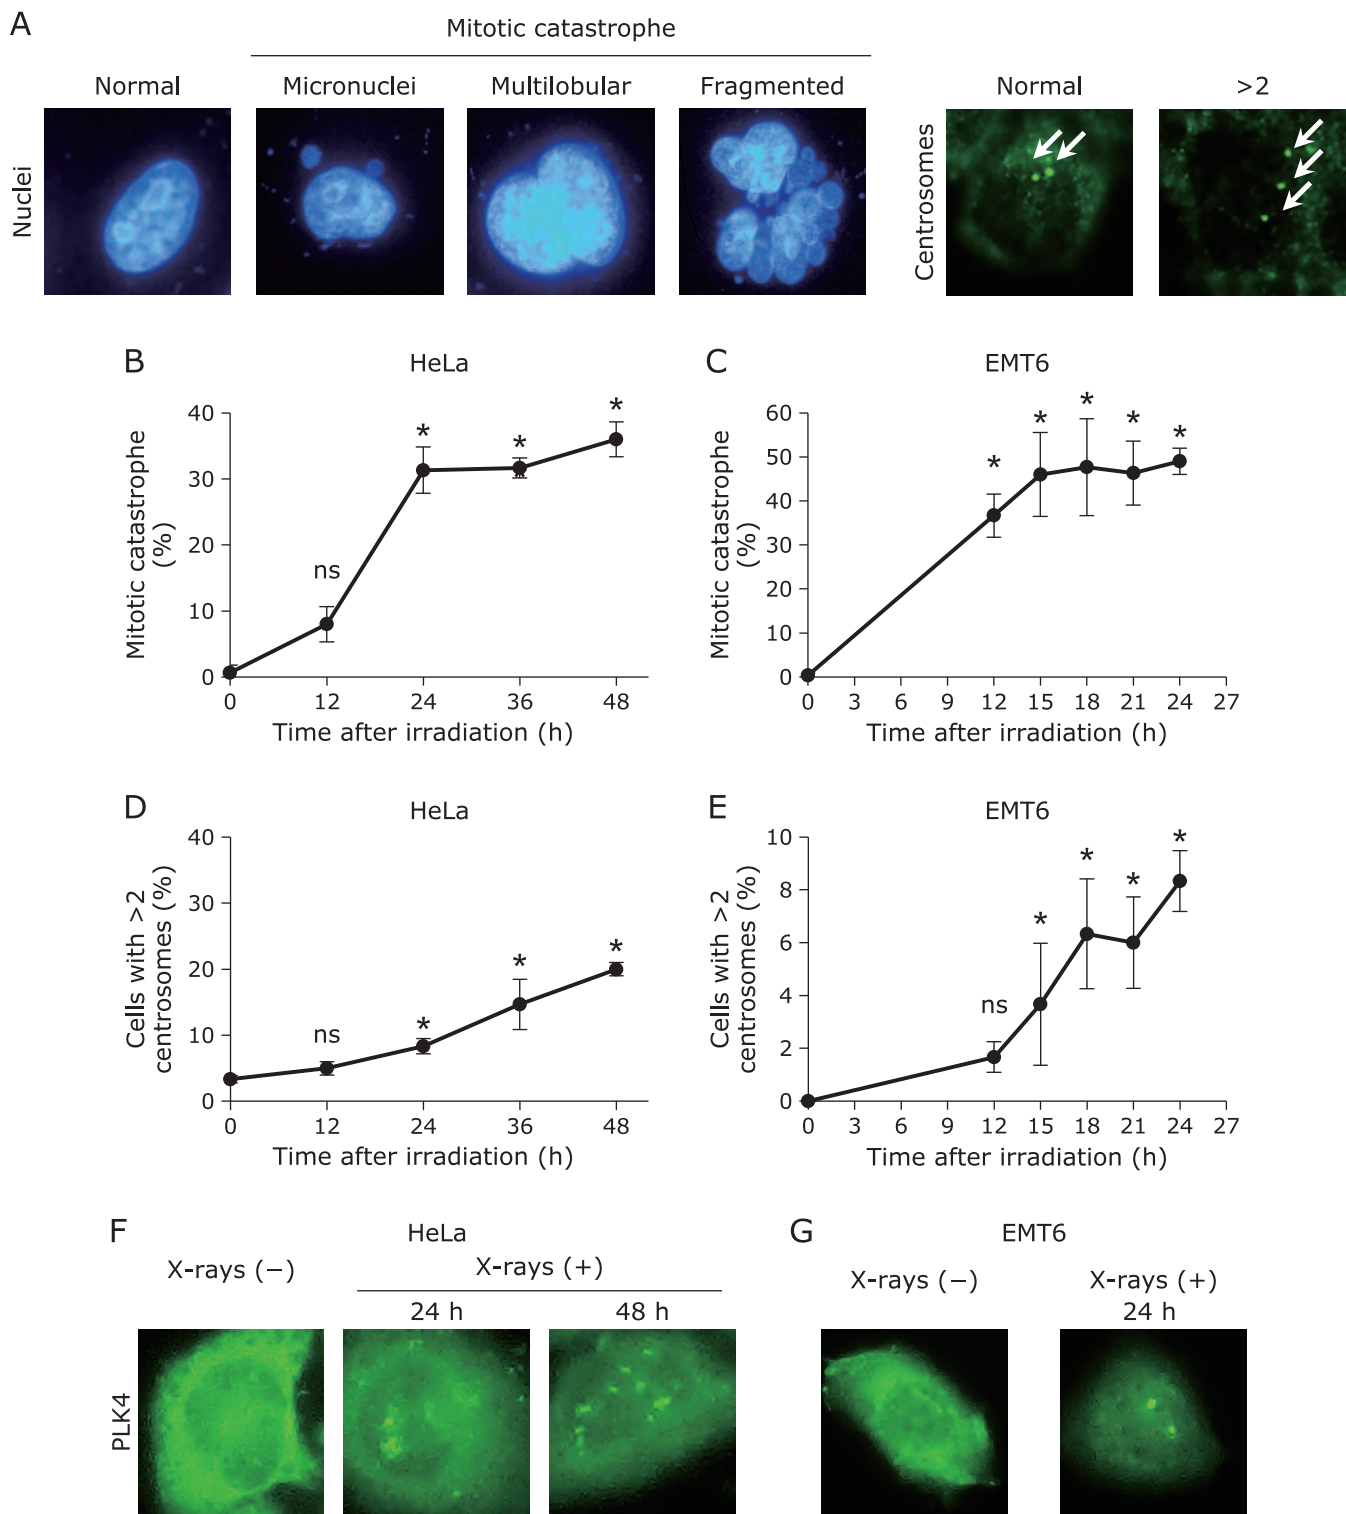 A
Mitotic catastrophe
Normal
Micronuclei
Multilobular
Fragmented
Normal
>2
Nuclei
Centrosomes
B
HeLa
Mitotic catastrophe
(%)
40
30
20
10
0
ns
*
*
*
0 12 24 36 48
Time after irradiation (h)
C
EMT6
Mitotic catastrophe
(%)
60
50
40
30
20
10
0
*
*
*
*
*
0 3 6 9 12 15 18 21 24 27
Time after irradiation (h)
D
HeLa
Cells with >2
centrosomes (%)
40
30
20
10
0
ns
*
*
*
0 12 24 36 48
Time after irradiation (h)
E
EMT6
Cells with >2
centrosomes (%)
10
8
6
4
2
0
ns
*
*
*
*
0 3 6 9 12 15 18 21 24 27
Time after irradiation (h)
F
HeLa
X-rays (−)
X-rays (+)
24 h
48 h
PLK4
G
EMT6
X-rays (−)
X-rays (+)
24 h